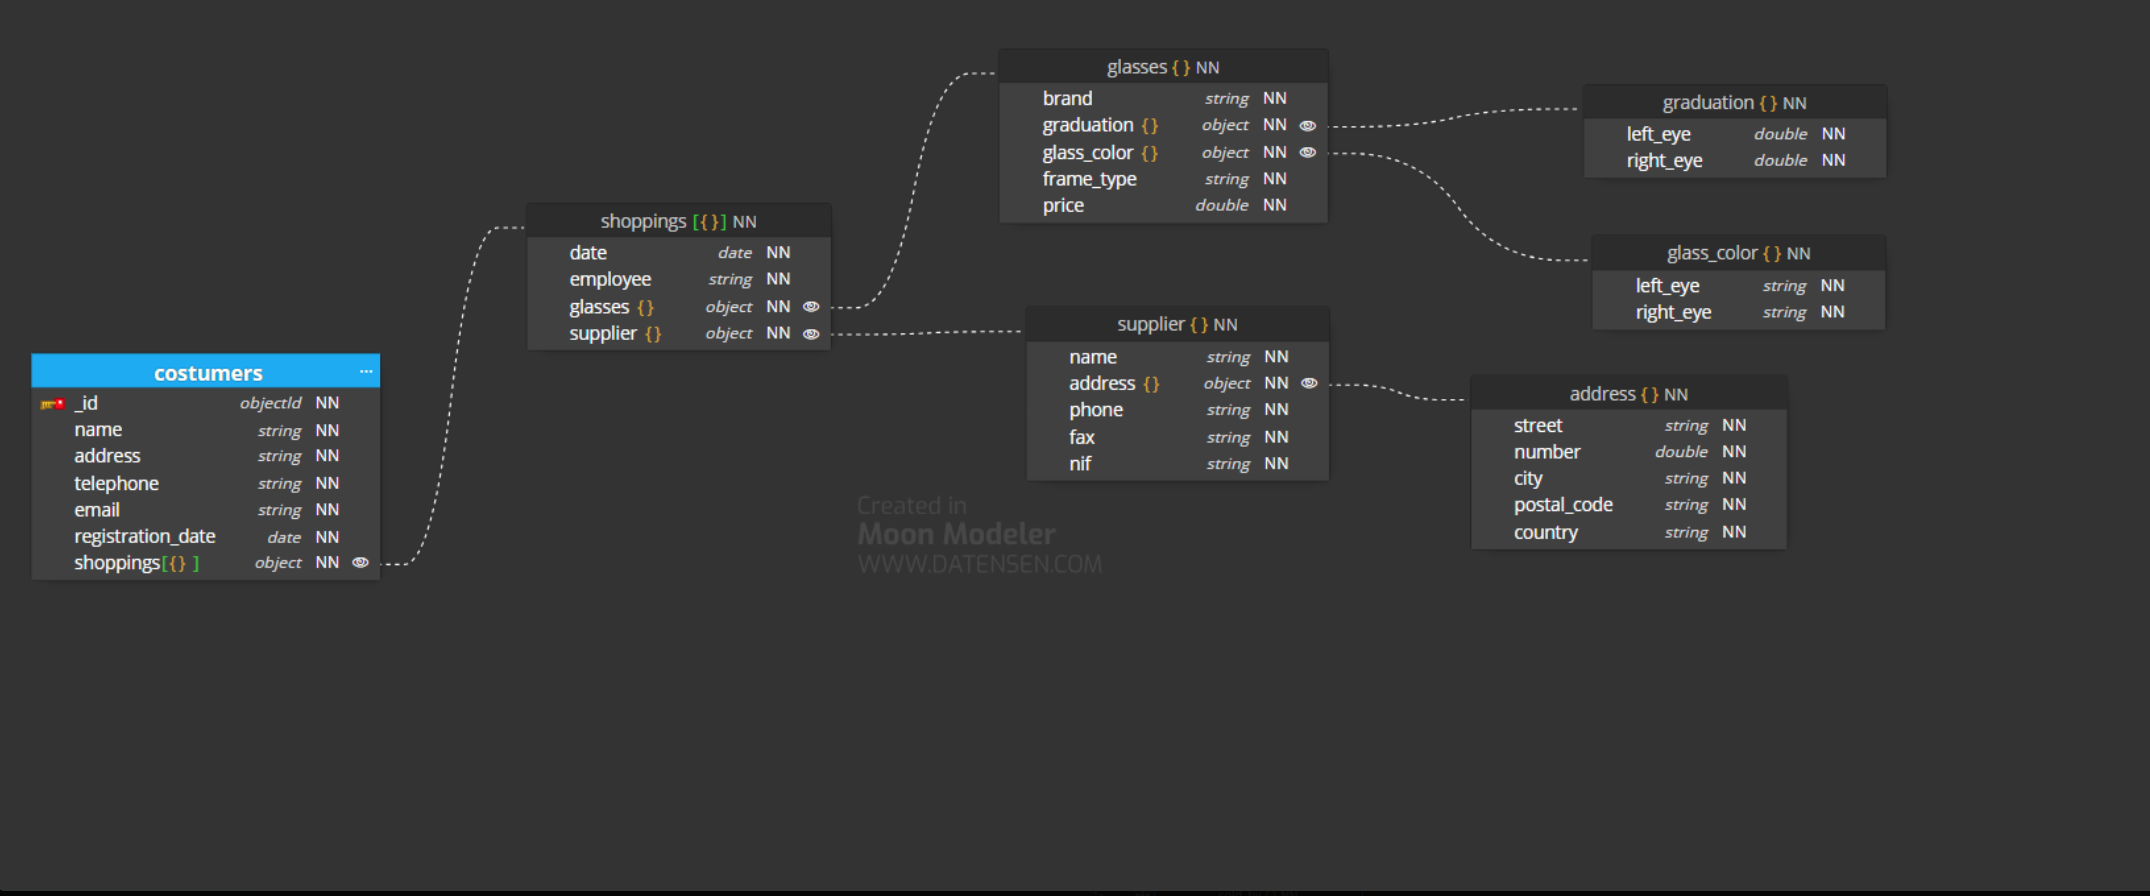 costumers ...
_id objectId NN
name string NN
address string NN
telephone string NN
email string NN
registration_date date NN
shoppings[{} ] object NN
shoppings [{}] NN
date date NN
employee string NN
glasses {} object NN
supplier {} object NN
glasses {} NN
brand string NN
graduation {} object NN
glass_color {} object NN
frame_type string NN
price double NN
supplier {} NN
name string NN
address {} object NN
phone string NN
fax string NN
nif string NN
graduation {} NN
left_eye double NN
right_eye double NN
glass_color {} NN
left_eye string NN
right_eye string NN
address {} NN
street string NN
number double NN
city string NN
postal_code string NN
country string NN
Created in
Moon Modeler
WWW.DATENSEN.COM